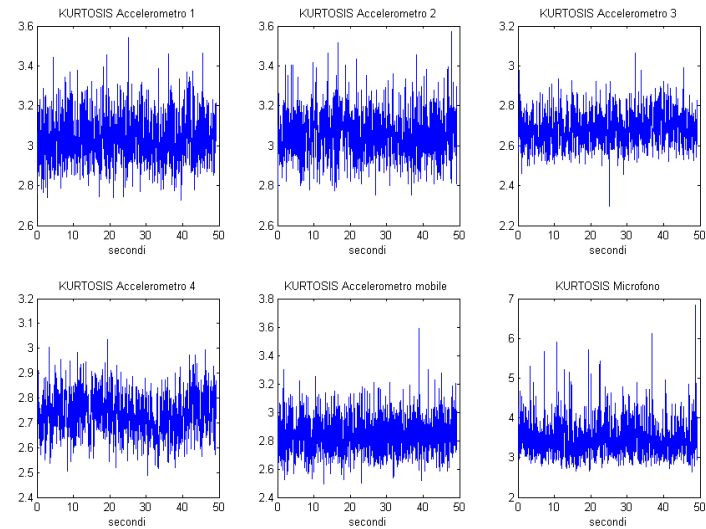 KURTOSIS Accelerometro 1
3.6
3.4
3.2
3
2.8
2.6
0 10 20 30 40 50
secondi
KURTOSIS Accelerometro 2
3.6
3.4
3.2
3
2.8
2.6
0 10 20 30 40 50
secondi
KURTOSIS Accelerometro 3
3.2
3
2.8
2.6
2.4
2.2
0 10 20 30 40 50
secondi
KURTOSIS Accelerometro 4
3.2
3.1
3
2.9
2.8
2.7
2.6
2.5
2.4
0 10 20 30 40 50
secondi
KURTOSIS Accelerometro mobile
3.8
3.6
3.4
3.2
3
2.8
2.6
2.4
0 10 20 30 40 50
secondi
KURTOSIS Microfono
7
6
5
4
3
2
0 10 20 30 40 50
secondi